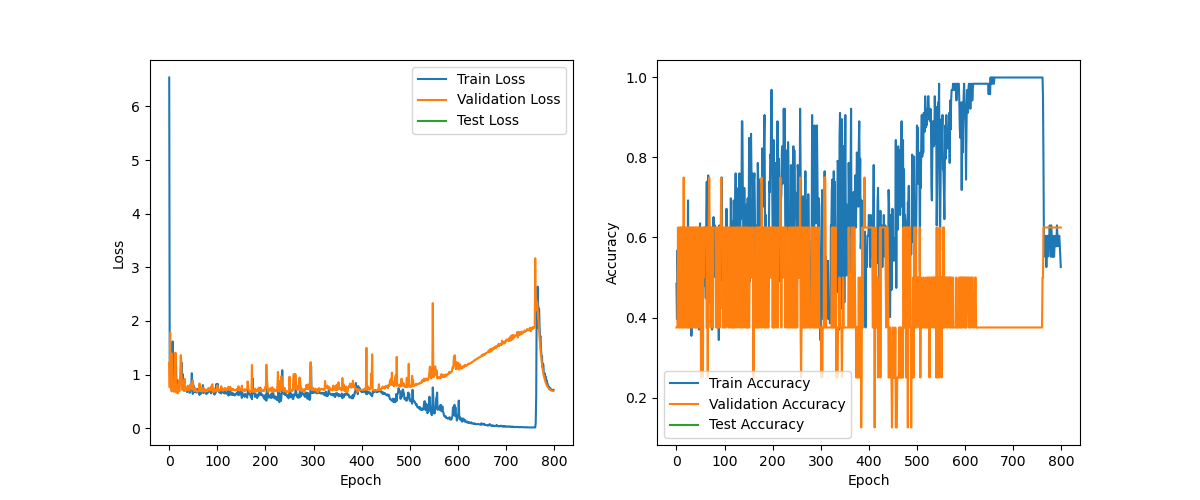 Train Loss
Validation Loss
Test Loss
6
5
4
3
2
1
0
Loss
0 100 200 300 400 500 600 700 800
Epoch
1.0
0.8
0.6
0.4
0.2
Accuracy
Train Accuracy
Validation Accuracy
Test Accuracy
0 100 200 300 400 500 600 700 800
Epoch